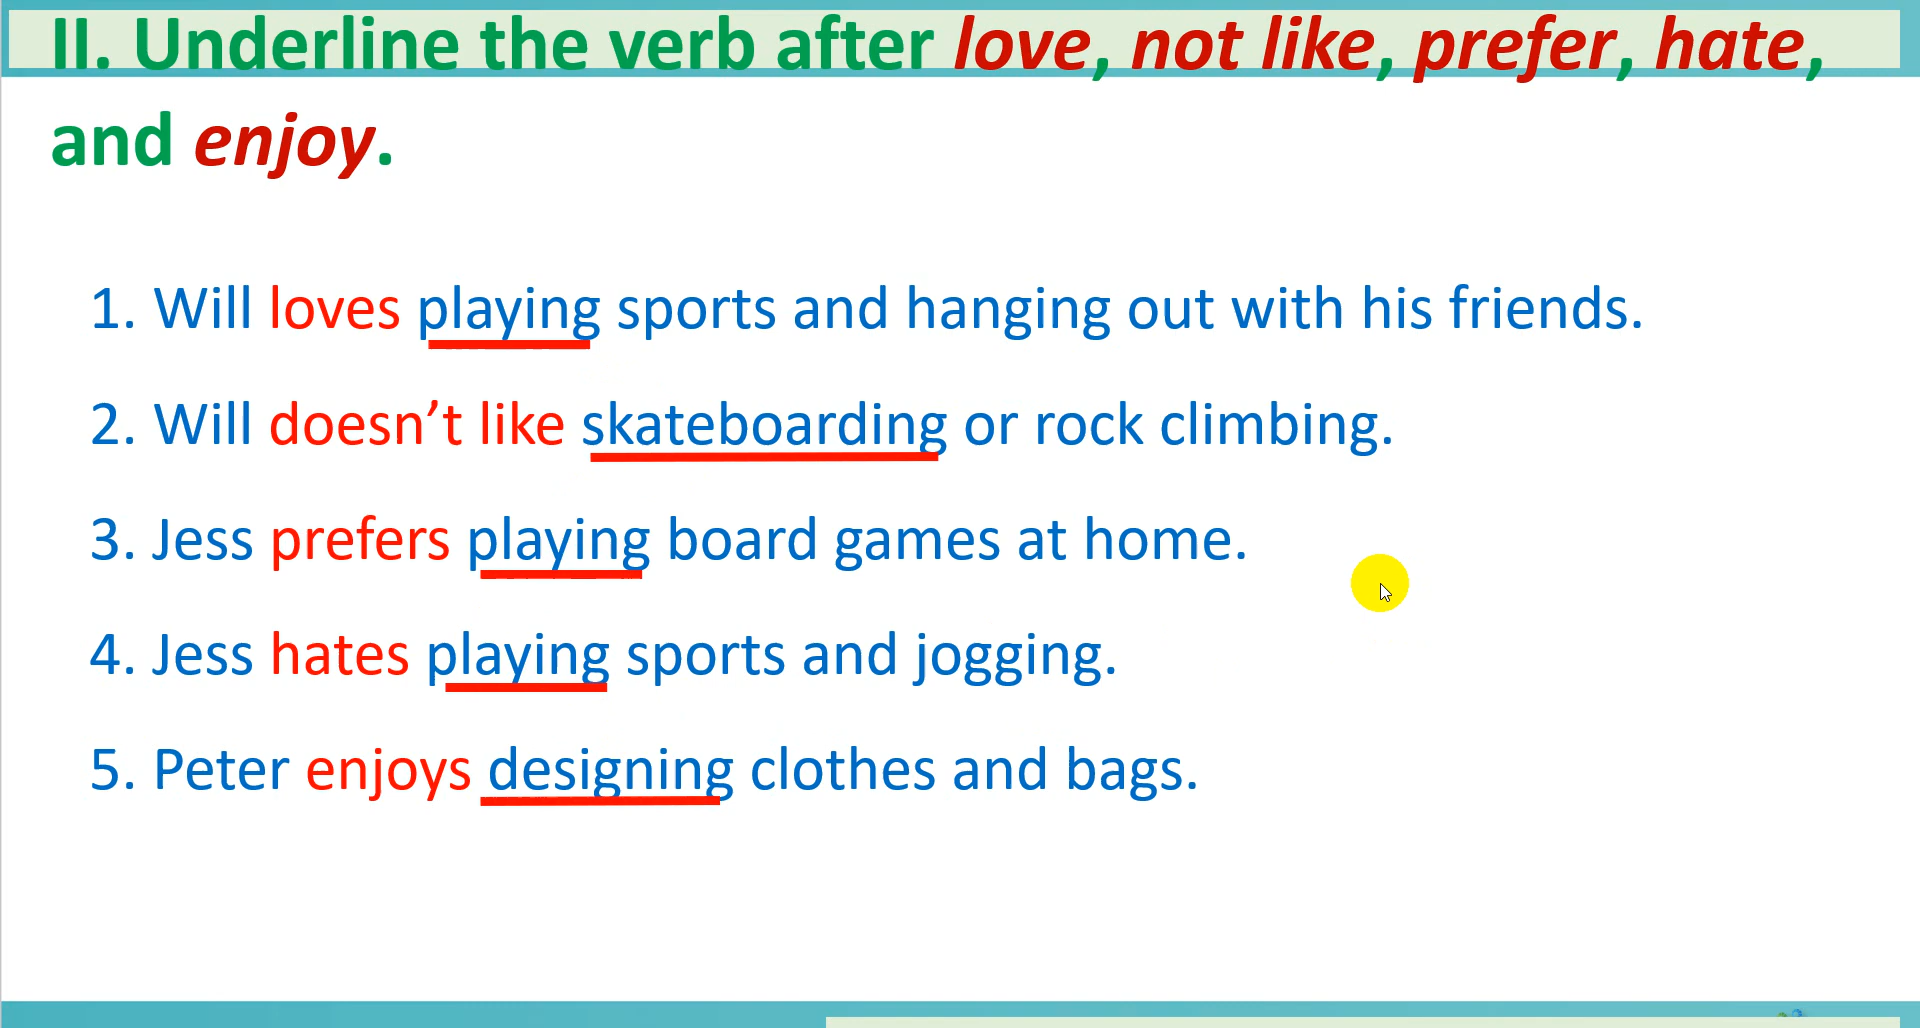 II. Underline the verb after love, not like, prefer, hate,
and enjoy.
1. Will loves playing sports and hanging out with his friends.
2. Will doesn’t like skateboarding or rock climbing.
3. Jess prefers playing board games at home.
4. Jess hates playing sports and jogging.
5. Peter enjoys designing clothes and bags.